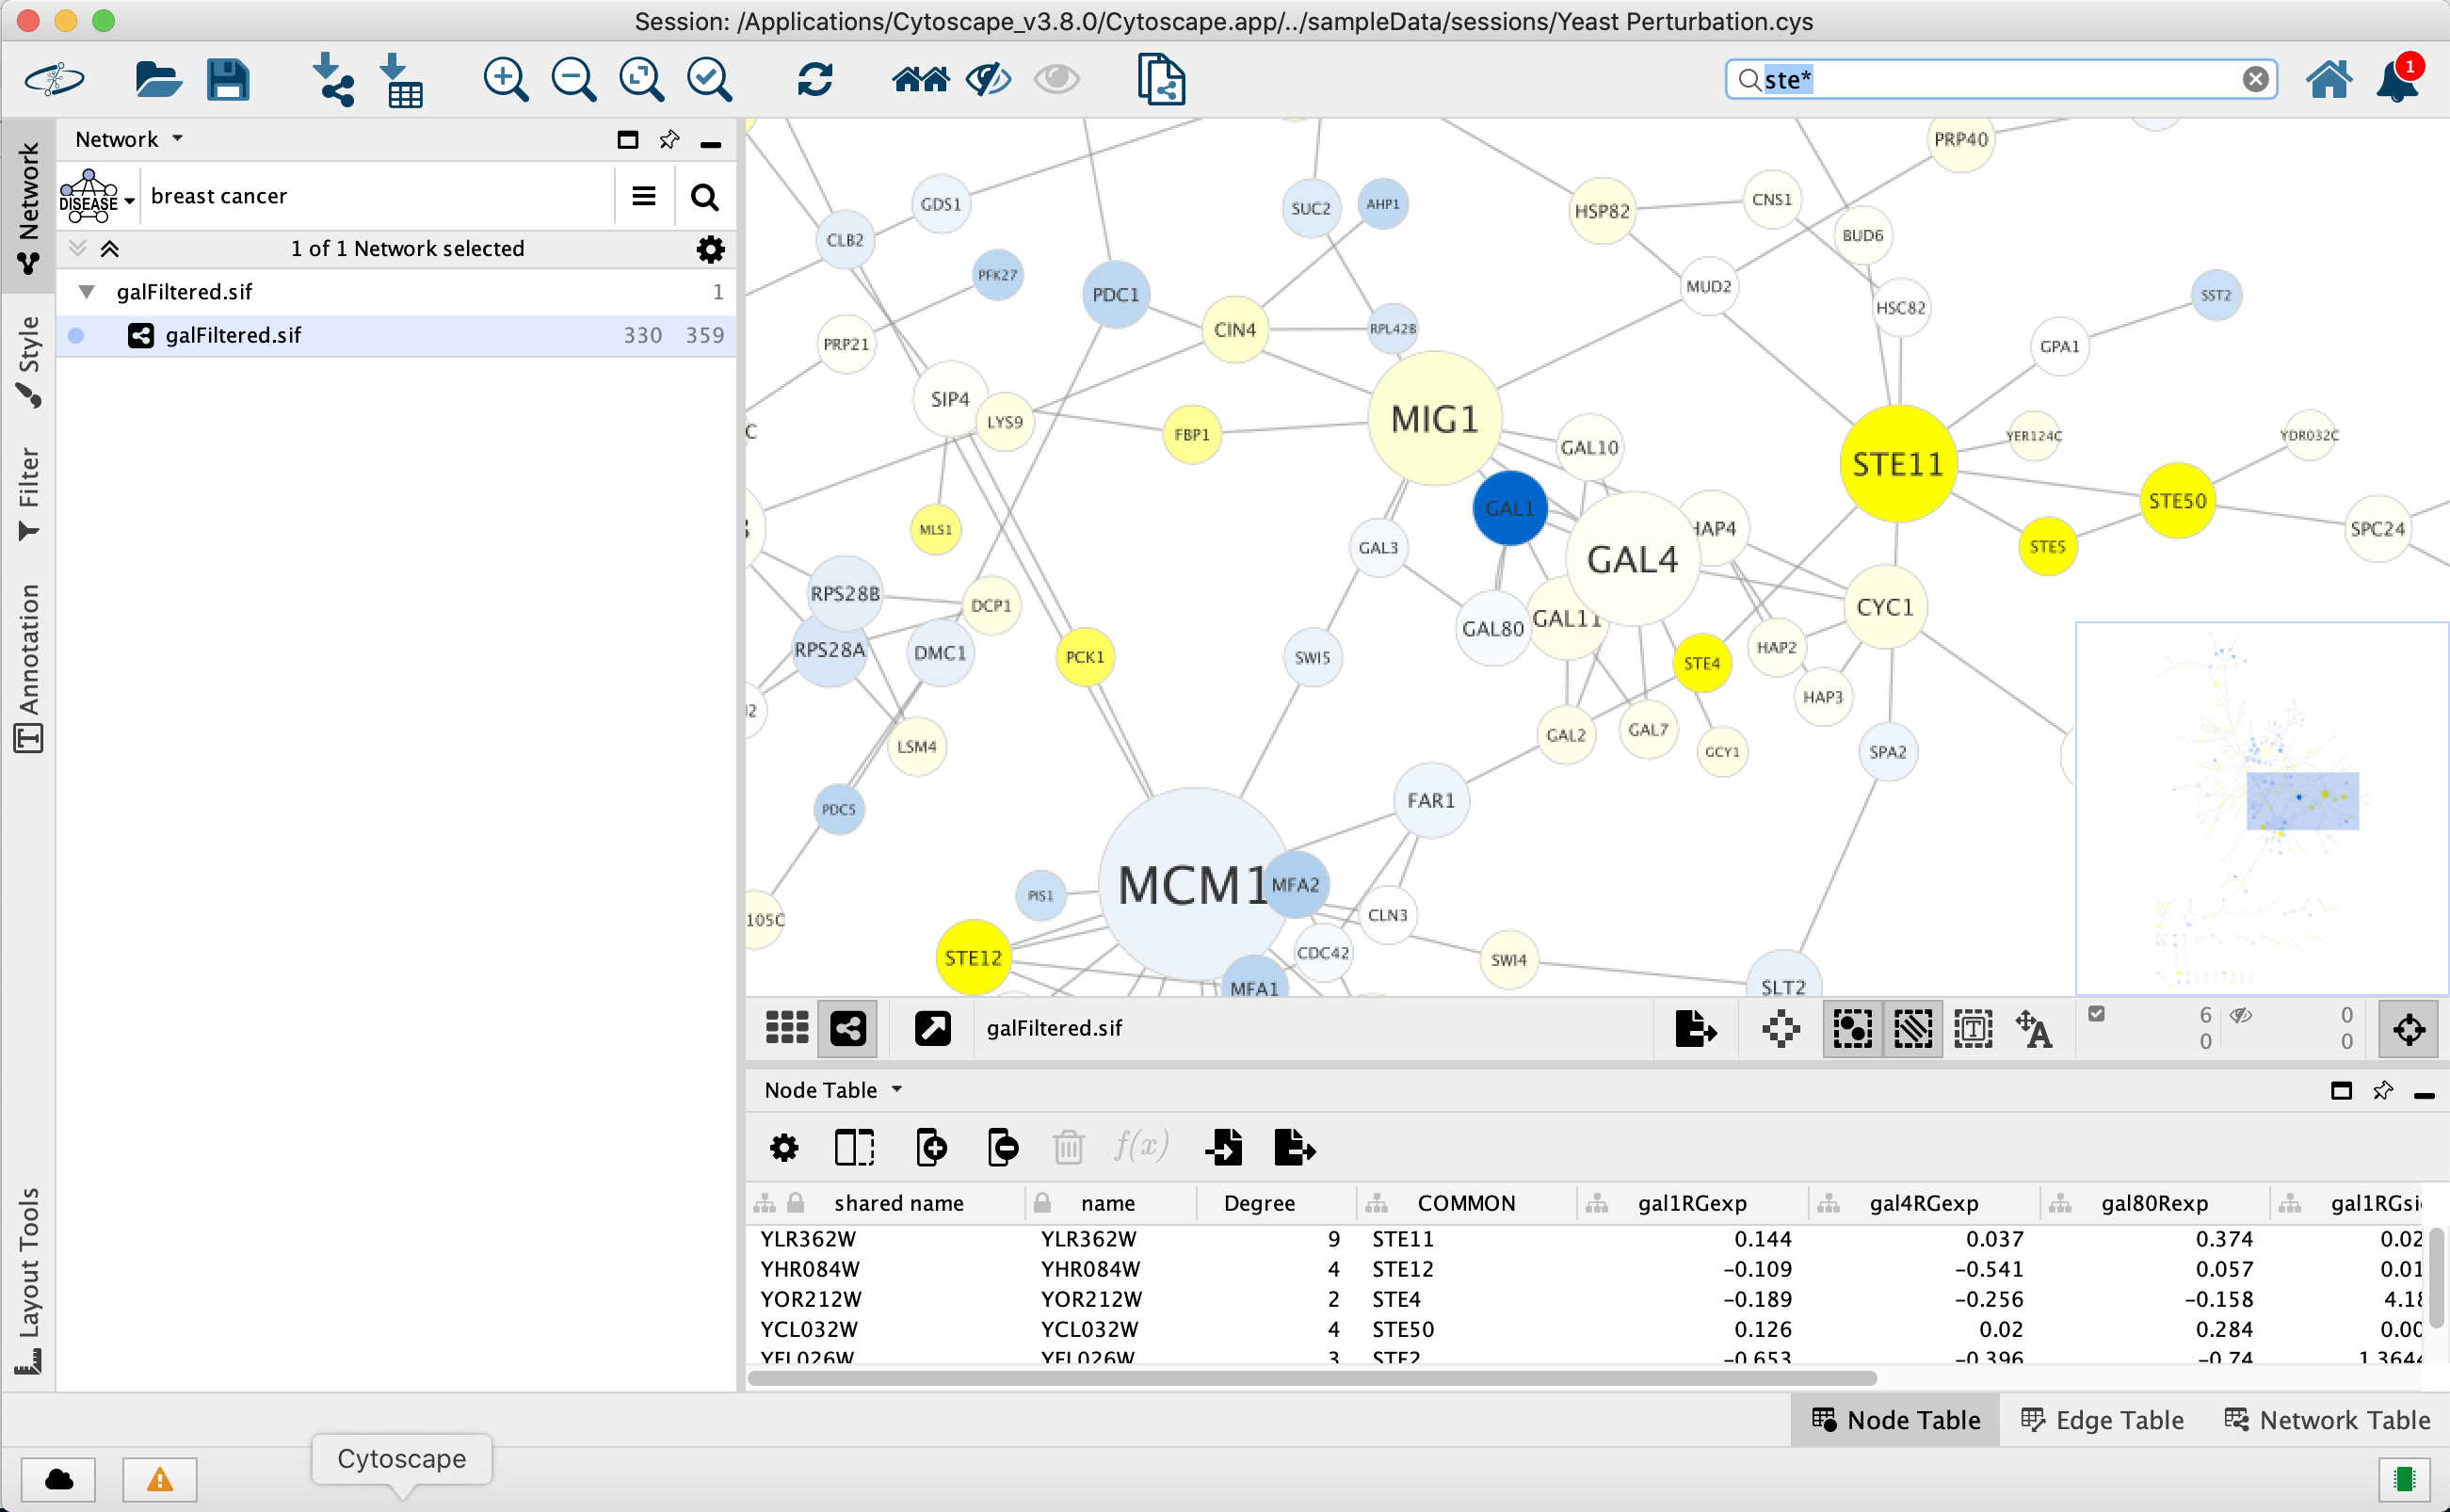 Session: /Applications/Cytoscape_v3.8.0/Cytoscape.app/../sampleData/sessions/Yeast Perturbation.cys
ste*
1
Network
Style
Filter
Annotation
Layout Tools
Network
DISEASE
breast cancer
1 of 1 Network selected
galFiltered.sif 1
galFiltered.sif 330 359
PRP40
GDS1
SUC2
AHP1
HSP82
CNS1
CLB2
BUD6
PFK27
PDC1
MUD2
HSC82
SST2
PRP21
CIN4
RPL42B
GPA1
SIP4
LYS9
FBP1
MIG1
GAL10
STE11
YER124C
YDR032C
C
MLS1
GAL1
HAP4
STE50
SPC24
GAL3
GAL4
STE5
RPS28B
DCP1
GAL80
GAL11
CYC1
RPS28A
DMC1
PCK1
SWI5
STE4
HAP2
HAP3
LSM4
GAL2
GAL7
GCY1
SPA2
PDC5
FAR1
MCM1
MFA2
PIS1
105C
CLN3
STE12
CDC42
SWI4
MFA1
SLT2
galFiltered.sif
6 0
0 0
Node Table
f(x)
shared name name Degree COMMON gal1RGexp gal4RGexp gal80Rexp gal1RGsi
YLR362W YLR362W 9 STE11 0.144 0.037 0.374 0.02
YHR084W YHR084W 4 STE12 -0.109 -0.541 0.057 0.01
YOR212W YOR212W 2 STE4 -0.189 -0.256 -0.158 4.18
YCL032W YCL032W 4 STE50 0.126 0.02 0.284 0.00
YFL026W YFL026W 3 STE2 -0.653 -0.396 -0.74 1.364
Node Table Edge Table Network Table
Cytoscape